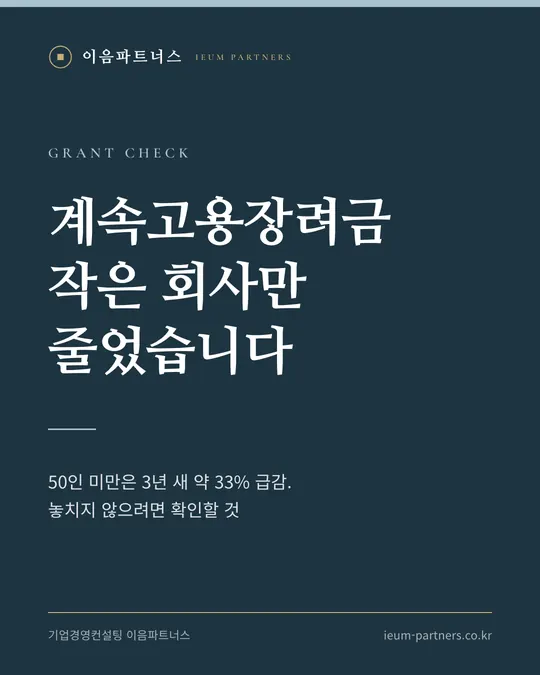 이음파트너스 IEUM PARTNERS
GRANT CHECK
계속고용장려금
작은 회사만
줄었습니다
50인 미만은 3년 새 약 33% 급감.
놓치지 않으려면 확인할 것
기업경영컨설팅 이음파트너스 ieum-partners.co.kr